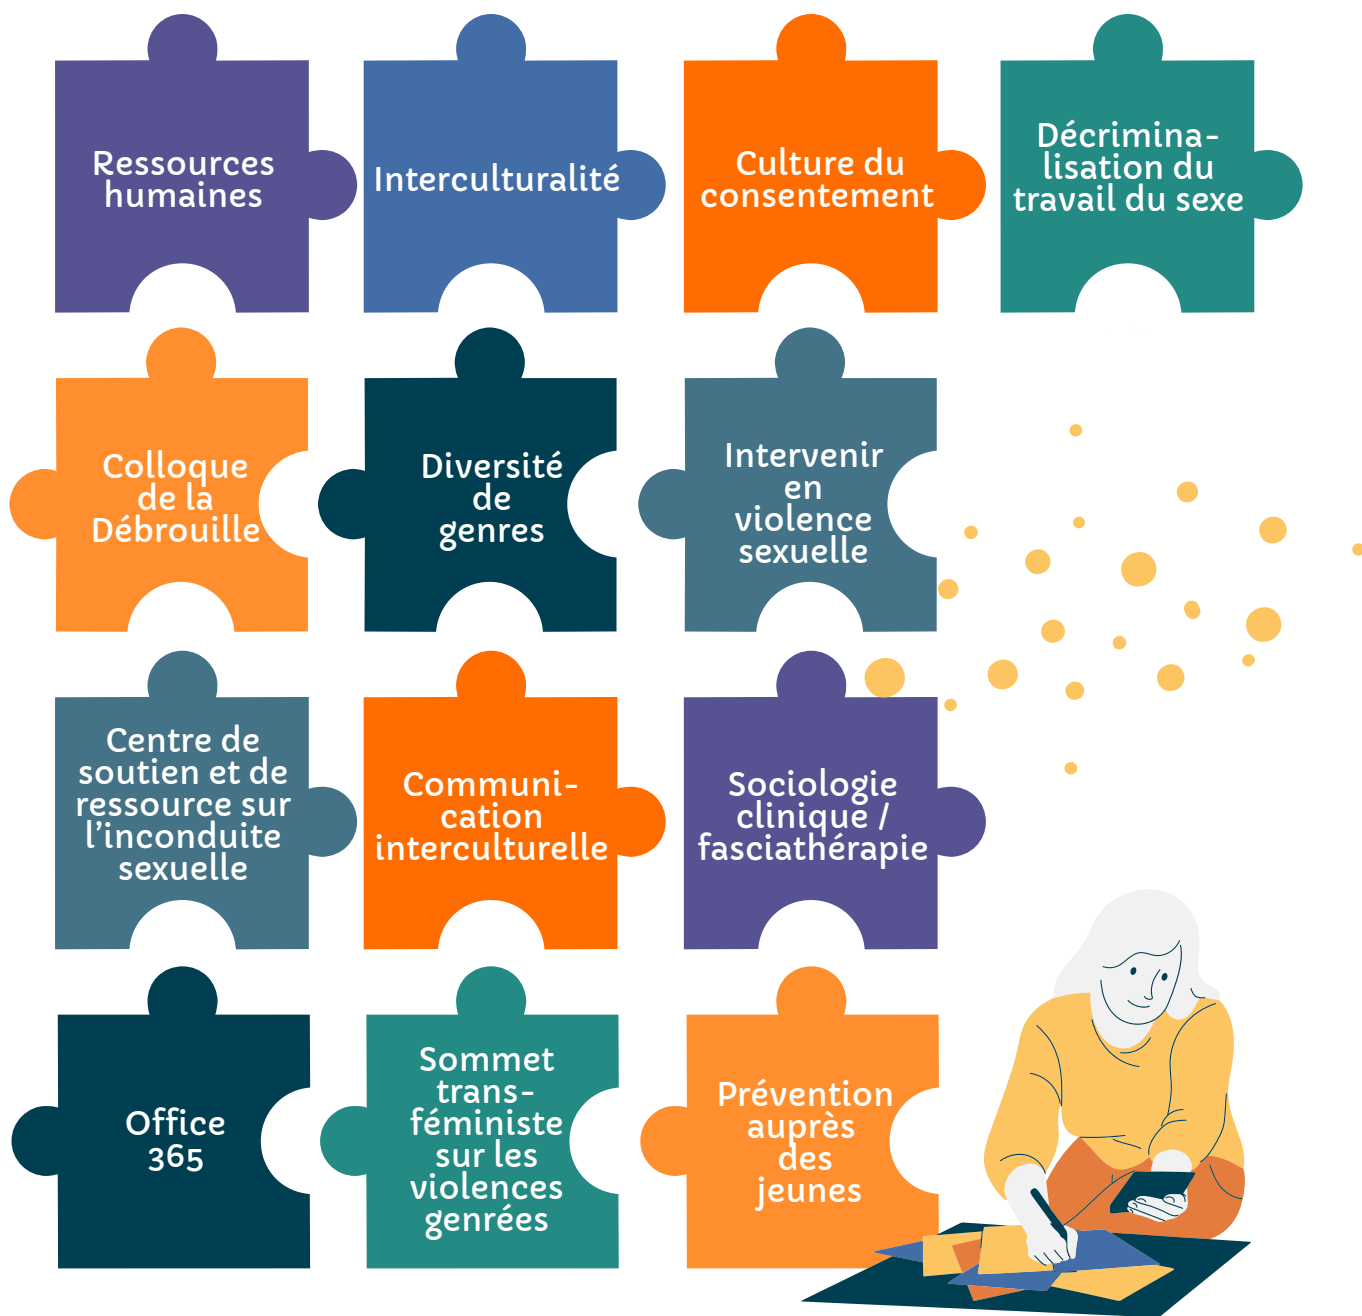 Ressources
humaines
Interculturalité
Culture du
consentement
Décrimina-
lisation du
travail du sexe
Colloque
de la
Débrouille
Diversité
de
genres
Intervenir
en
violence
sexuelle
Centre de
soutien et de
ressource sur
l'inconduite
sexuelle
Communi-
cation
interculturelle
Sociologie
clinique /
fasciathérapie
Office
365
Sommet
trans-
féministe
sur les
violences
genrées
Prévention
auprès
des
jeunes